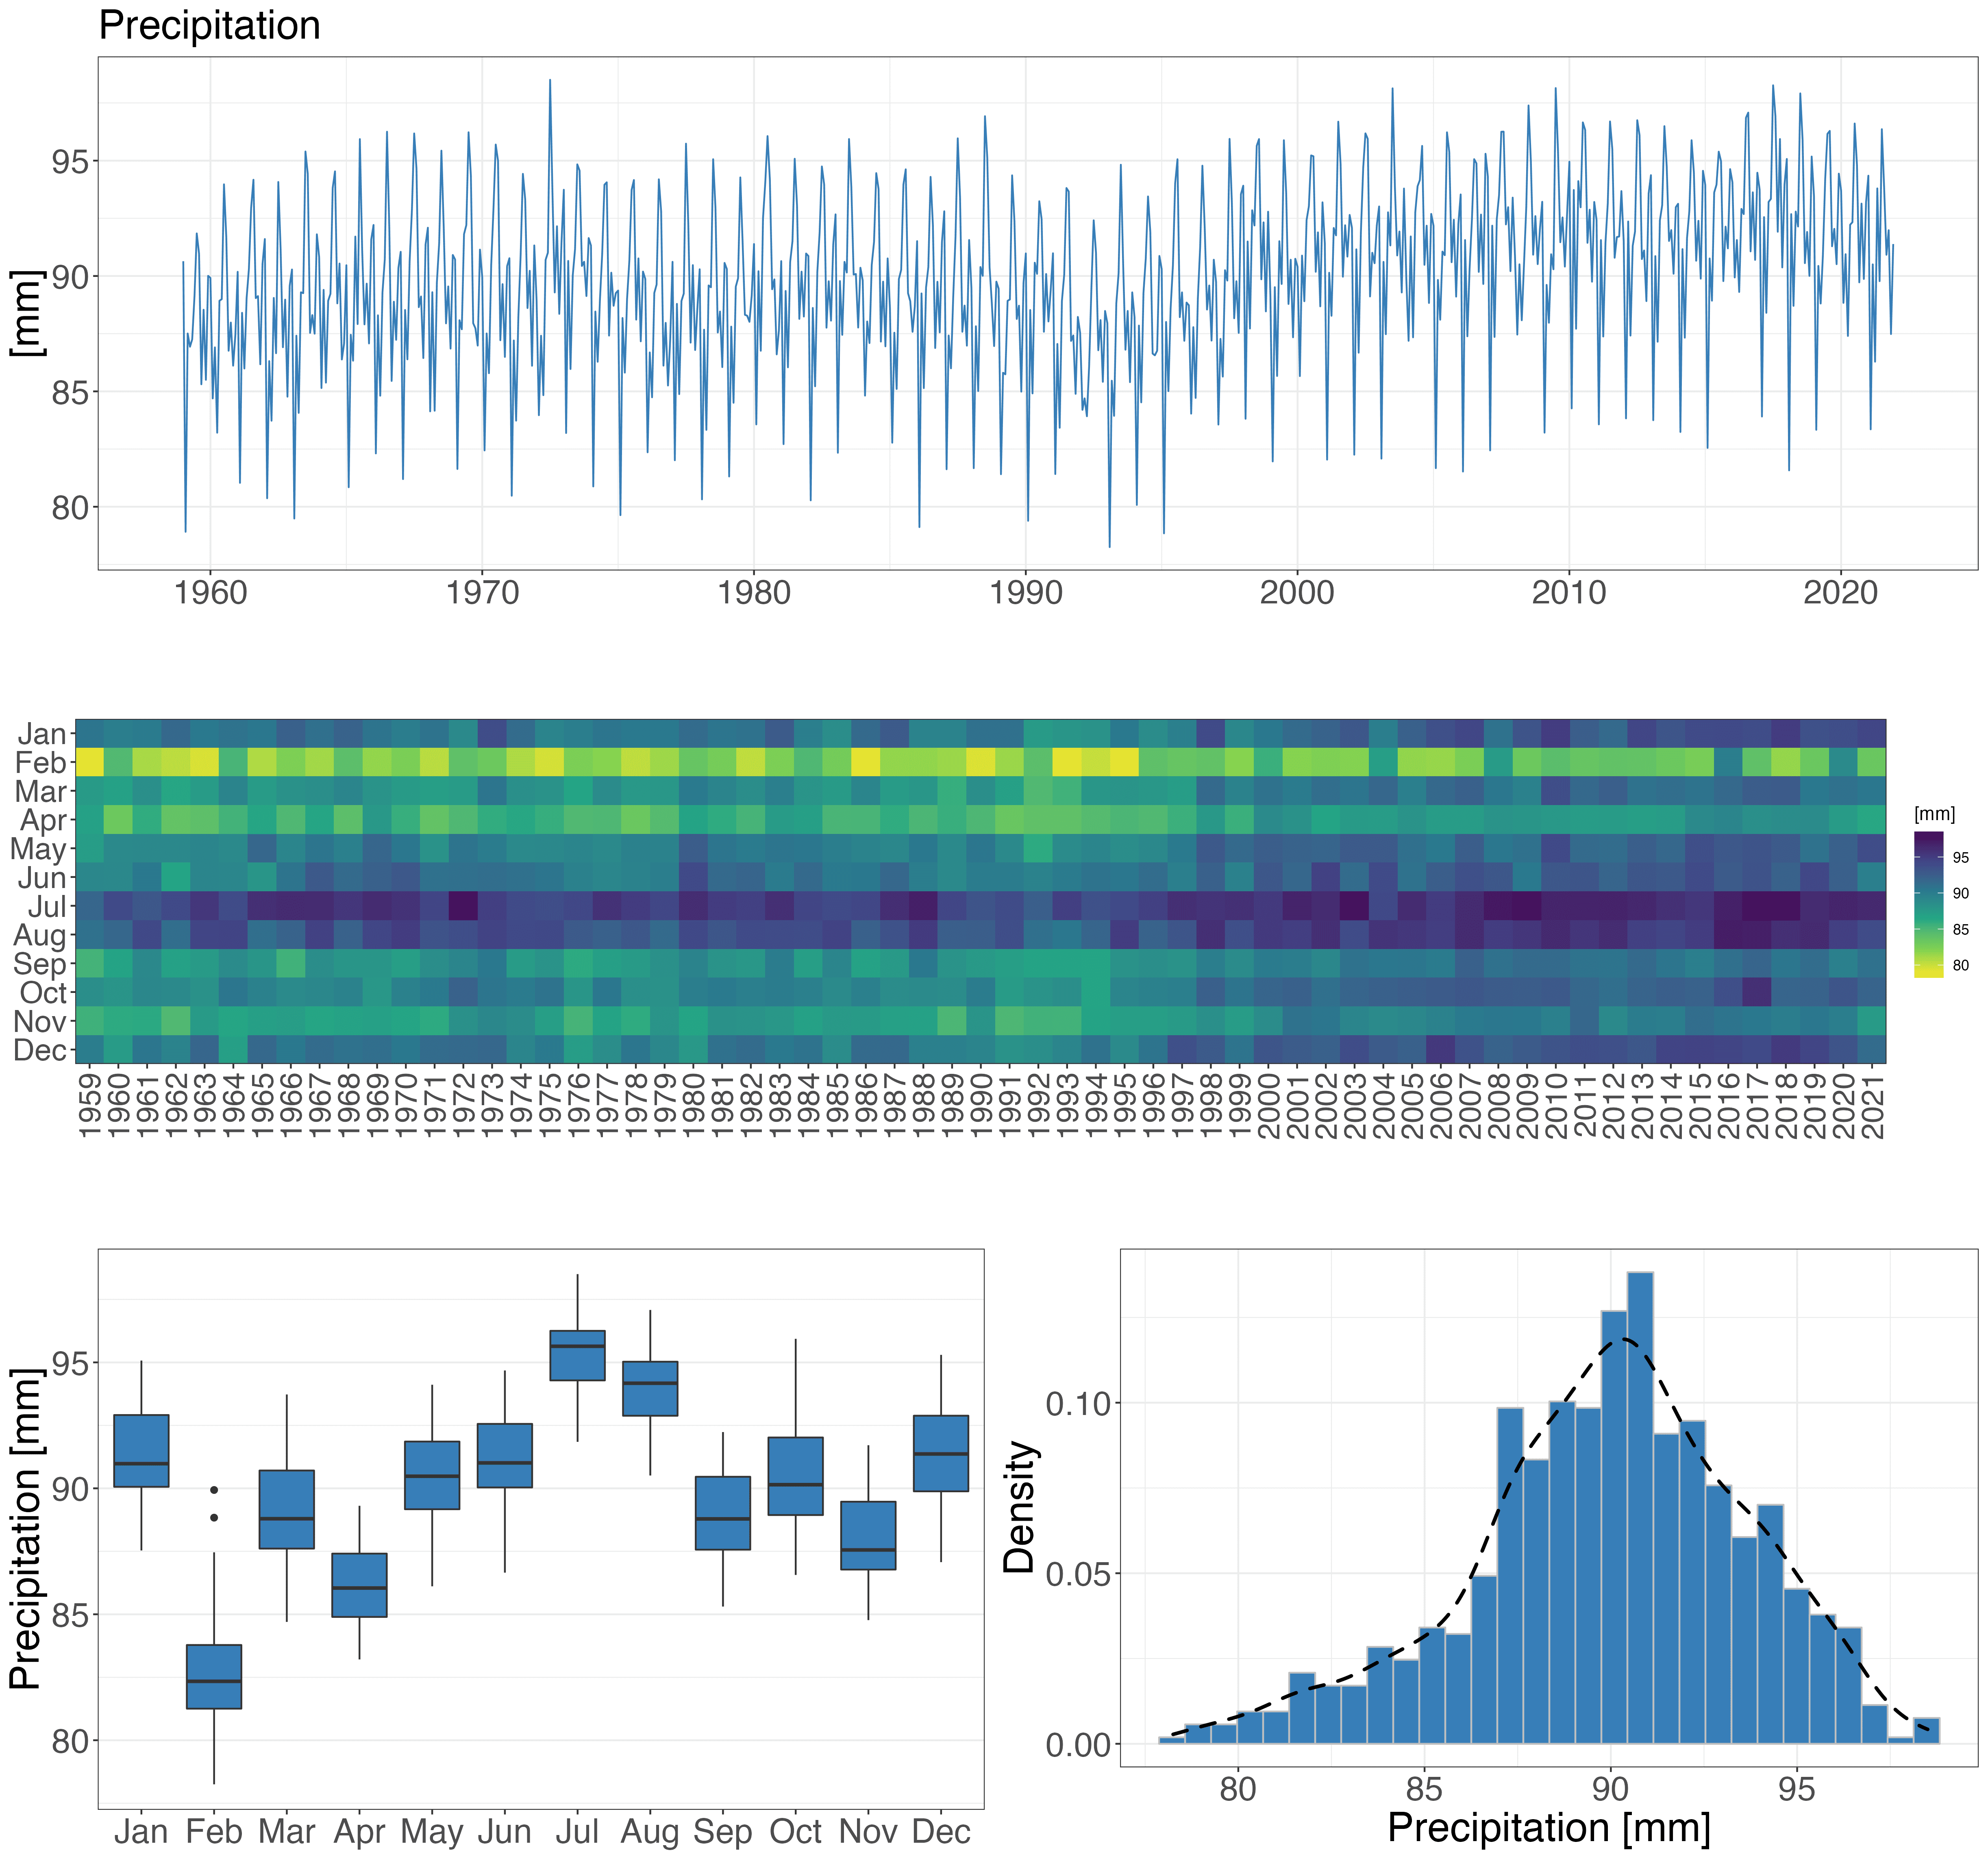 Precipitation
[mm]
95
90
85
80
1960 1970 1980 1990 2000 2010 2020
Jan
Feb
Mar
Apr
May
Jun
Jul
Aug
Sep
Oct
Nov
Dec
1959 1960 1961 1962 1963 1964 1965 1966 1967 1968 1969 1970 1971 1972 1973 1974 1975 1976 1977 1978 1979 1980 1981 1982 1983 1984 1985 1986 1987 1988 1989 1990 1991 1992 1993 1994 1995 1996 1997 1998 1999 2000 2001 2002 2003 2004 2005 2006 2007 2008 2009 2010 2011 2012 2013 2014 2015 2016 2017 2018 2019 2020 2021
[mm]
95
90
85
80
Precipitation [mm]
95
90
85
80
Jan Feb Mar Apr May Jun Jul Aug Sep Oct Nov Dec
Density
0.10
0.05
0.00
80 85 90 95
Precipitation [mm]